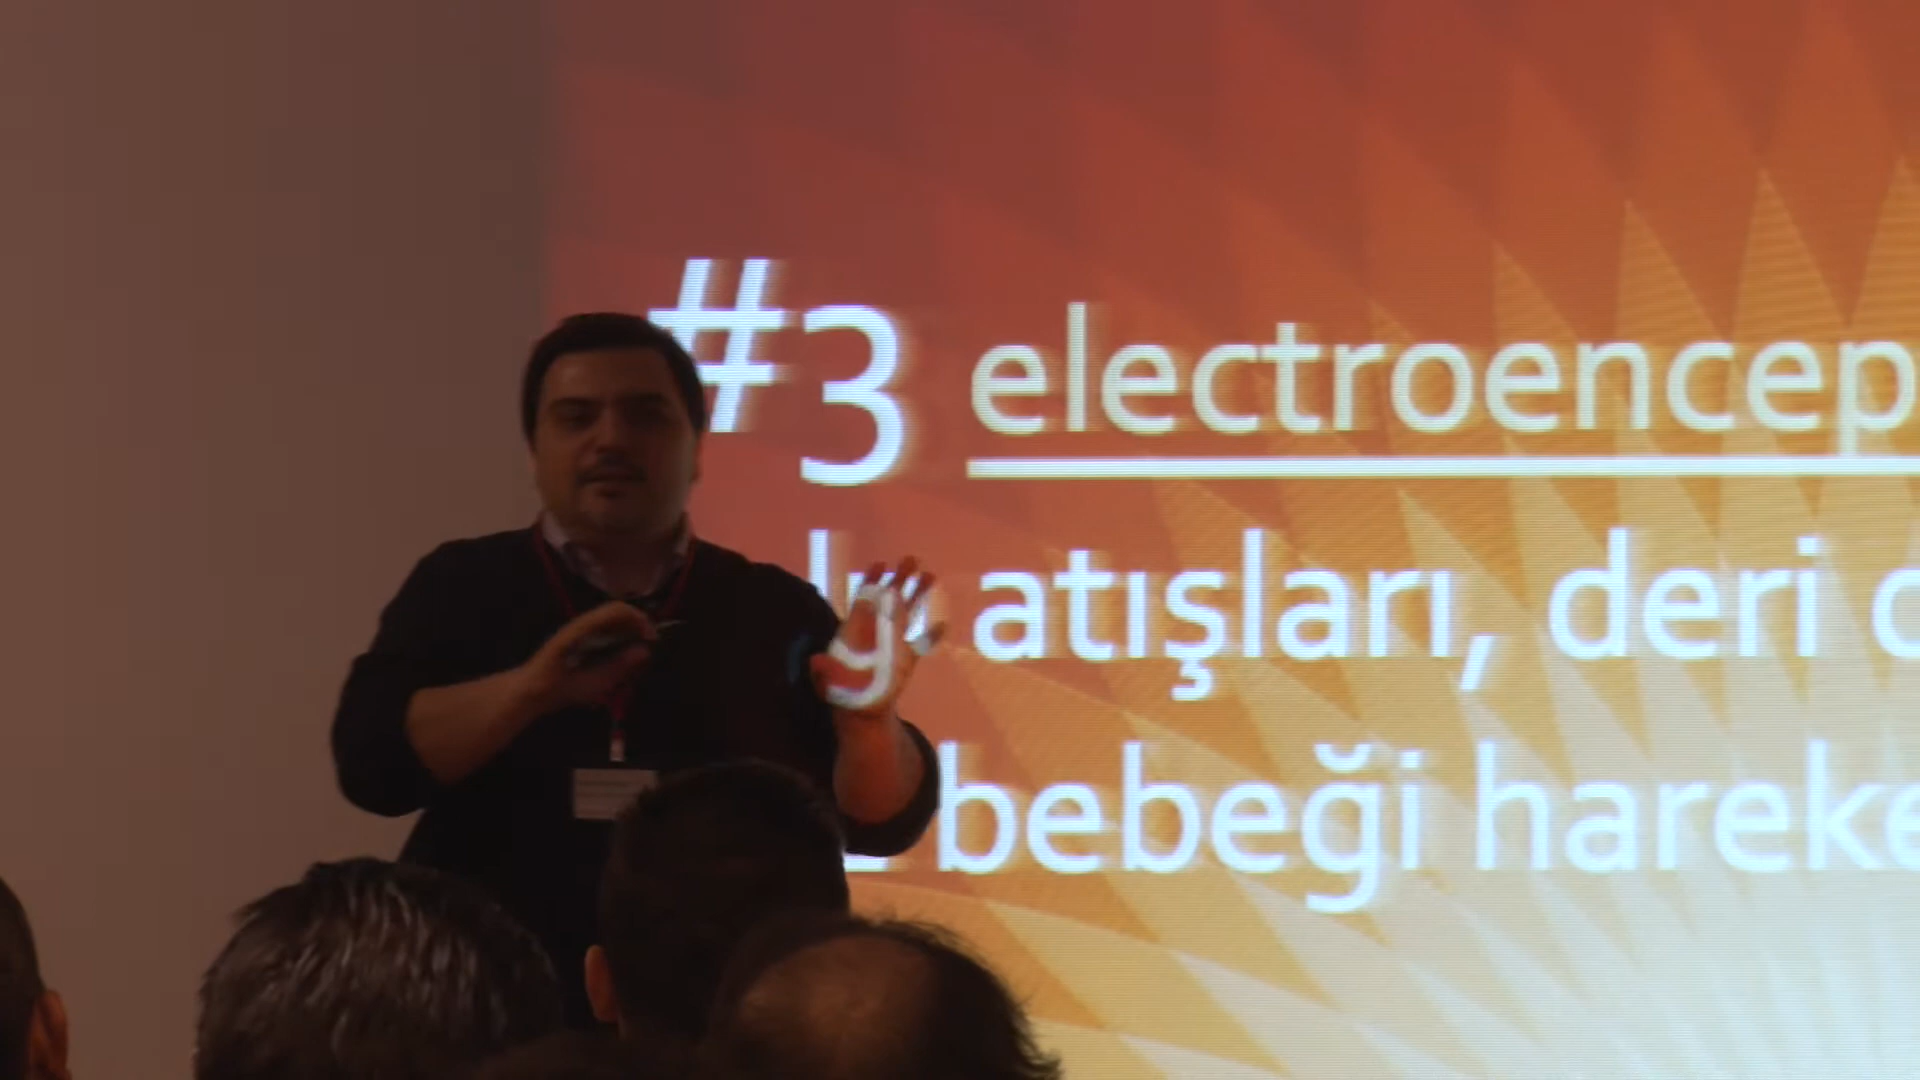 #3 electroencep
atışları, deri
bebeği hareke